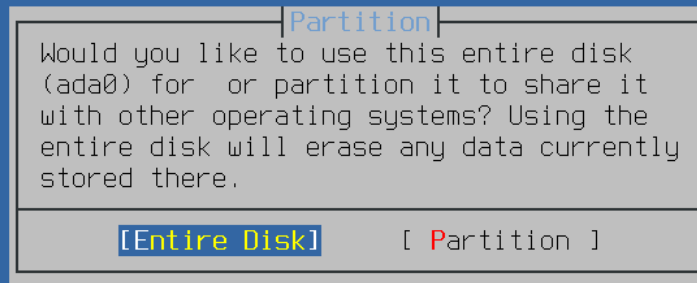 Partition
Would you like to use this entire disk
(ada0) for  or partition it to share it
with other operating systems? Using the
entire disk will erase any data currently
stored there.
[Entire Disk] [ Partition ]